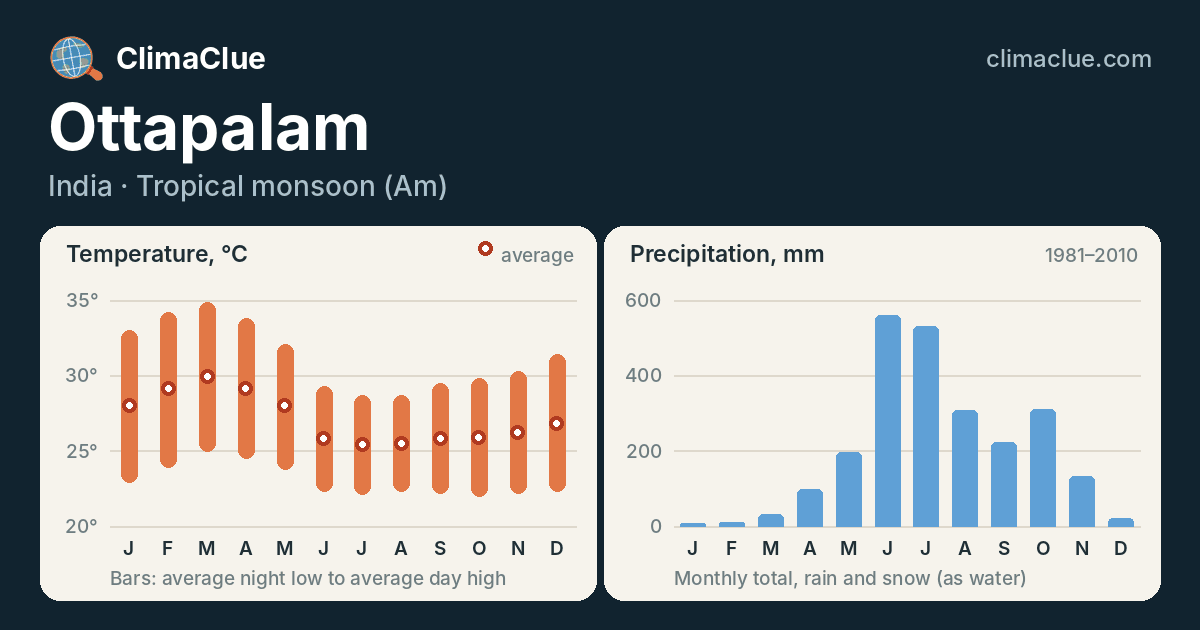 ClimaClue
climaclue.com
Ottapalam
India · Tropical monsoon (Am)
Temperature, °C
average
35°
30°
25°
20°
J F M A M J J A S O N D
Bars: average night low to average day high
Precipitation, mm
1981–2010
600
400
200
0
J F M A M J J A S O N D
Monthly total, rain and snow (as water)